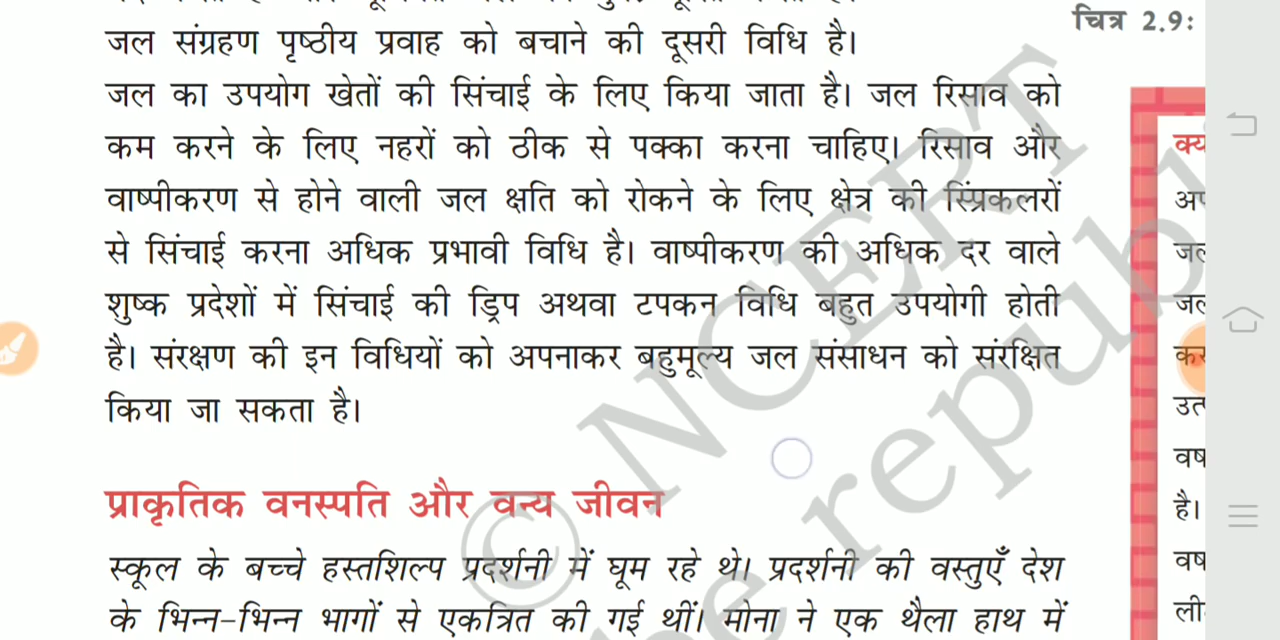 चित्र 2.9:
जल संग्रहण पृष्ठीय प्रवाह को बचाने की दूसरी विधि है।
जल का उपयोग खेतों की सिंचाई के लिए किया जाता है। जल रिसाव को
कम करने के लिए नहरों को ठीक से पक्का करना चाहिए। रिसाव और
वाष्पीकरण से होने वाली जल क्षति को रोकने के लिए क्षेत्र की स्प्रिंकलरों
से सिंचाई करना अधिक प्रभावी विधि है। वाष्पीकरण की अधिक दर वाले
शुष्क प्रदेशों में सिंचाई की ड्रिप अथवा टपकन विधि बहुत उपयोगी होती
है। संरक्षण की इन विधियों को अपनाकर बहुमूल्य जल संसाधन को संरक्षित
किया जा सकता है।
प्राकृतिक वनस्पति और वन्य जीवन
स्कूल के बच्चे हस्तशिल्प प्रदर्शनी में घूम रहे थे। प्रदर्शनी की वस्तुएँ देश
के भिन्न-भिन्न भागों से एकत्रित की गई थीं। मोना ने एक थैला हाथ में
© NCERT
be republ
है।